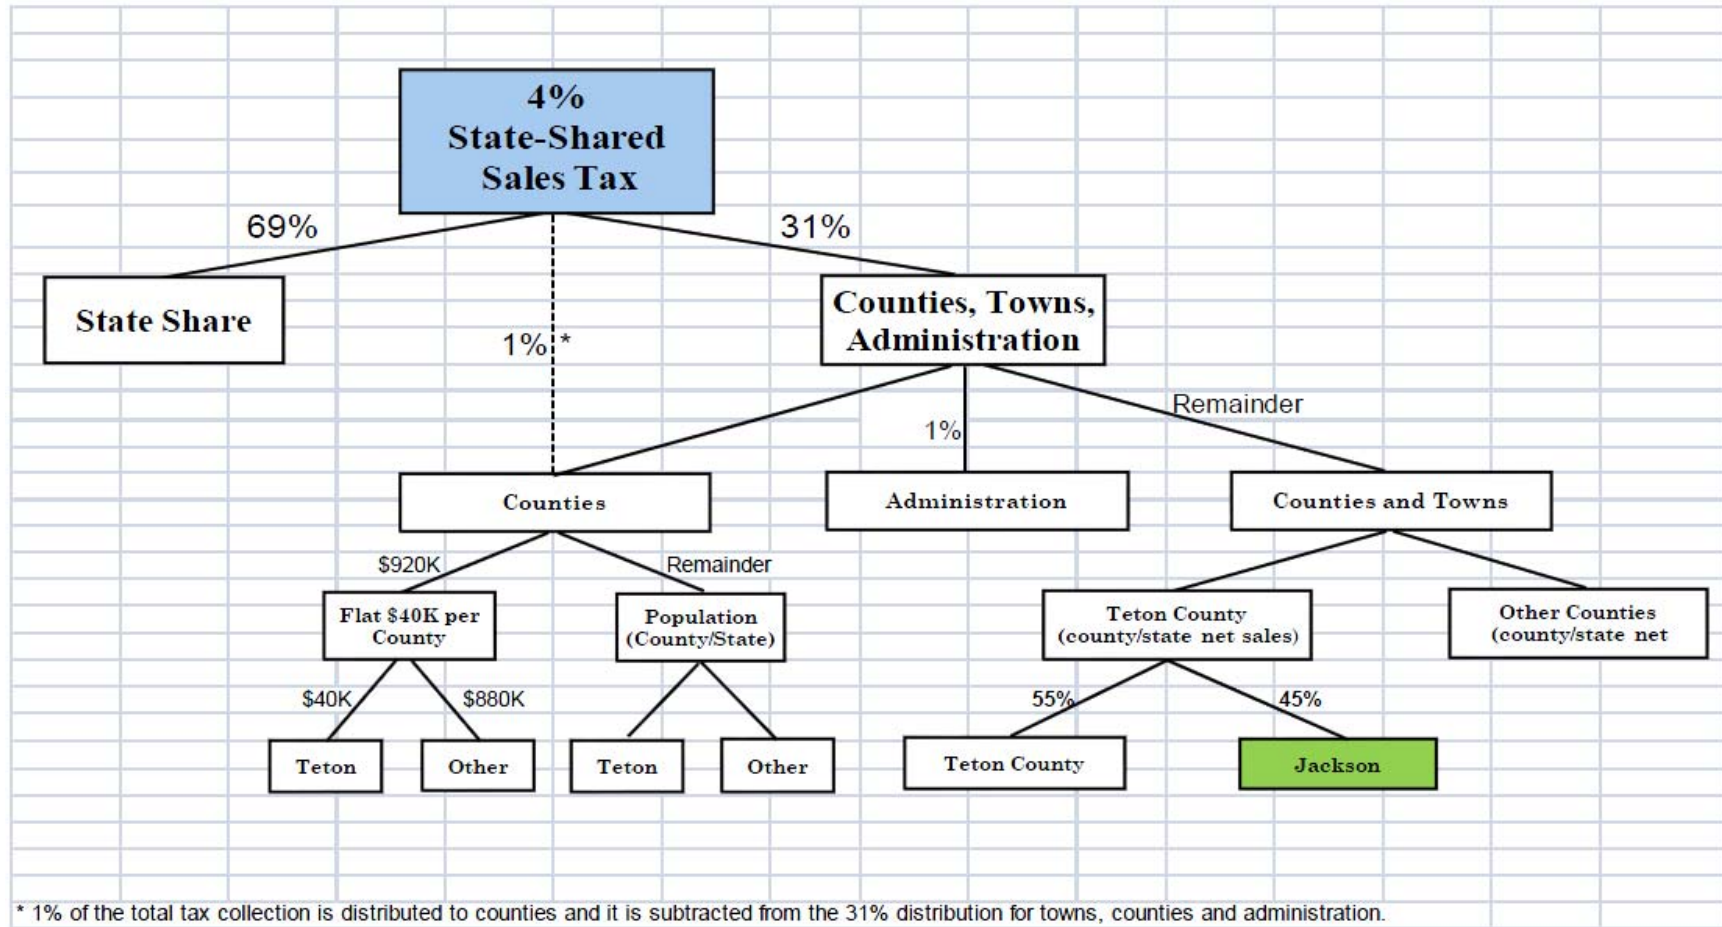 4%
State-Shared
Sales Tax
69%
31%
State Share
Counties, Towns,
Administration
1% *
Remainder
1%
Counties
Administration
Counties and Towns
$920K
Remainder
Flat $40K per
County
Population
(County/State)
Teton County
(county/state net sales)
Other Counties
(county/state net
$40K
$880K
55%
45%
Teton
Other
Teton
Other
Teton County
Jackson
* 1% of the total tax collection is distributed to counties and it is subtracted from the 31% distribution for towns, counties and administration.